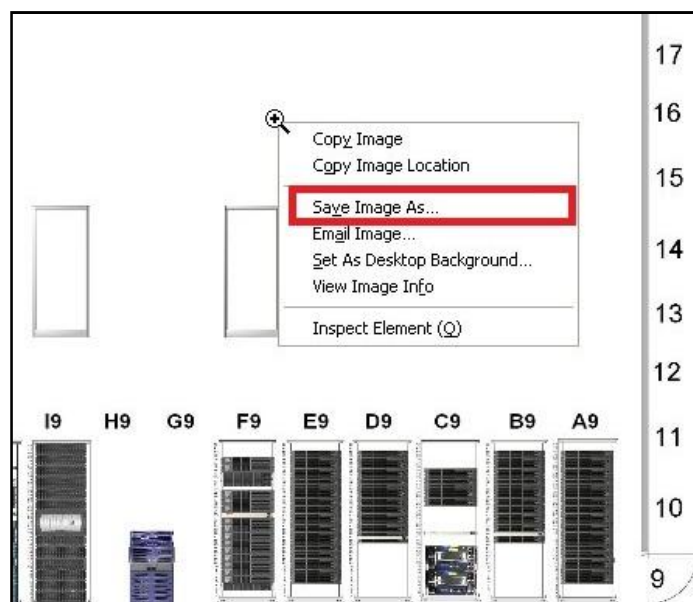 17
16
Copy Image
Copy Image Location
15
Save Image As...
Email Image...
14
Set As Desktop Background...
View Image Info
13
Inspect Element (Q)
12
I9 H9 G9 F9 E9 D9 C9 B9 A9
11
10
9